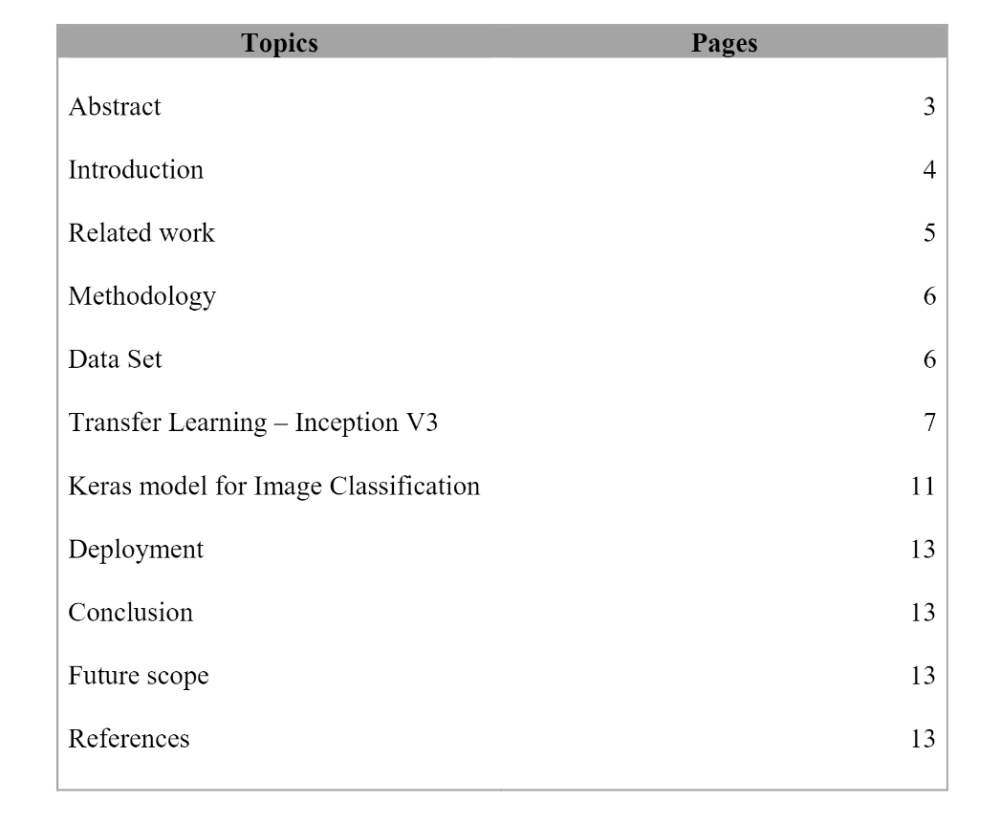 Topics Pages
Abstract 3
Introduction 4
Related work 5
Methodology 6
Data Set 6
Transfer Learning – Inception V3 7
Keras model for Image Classification 11
Deployment 13
Conclusion 13
Future scope 13
References 13